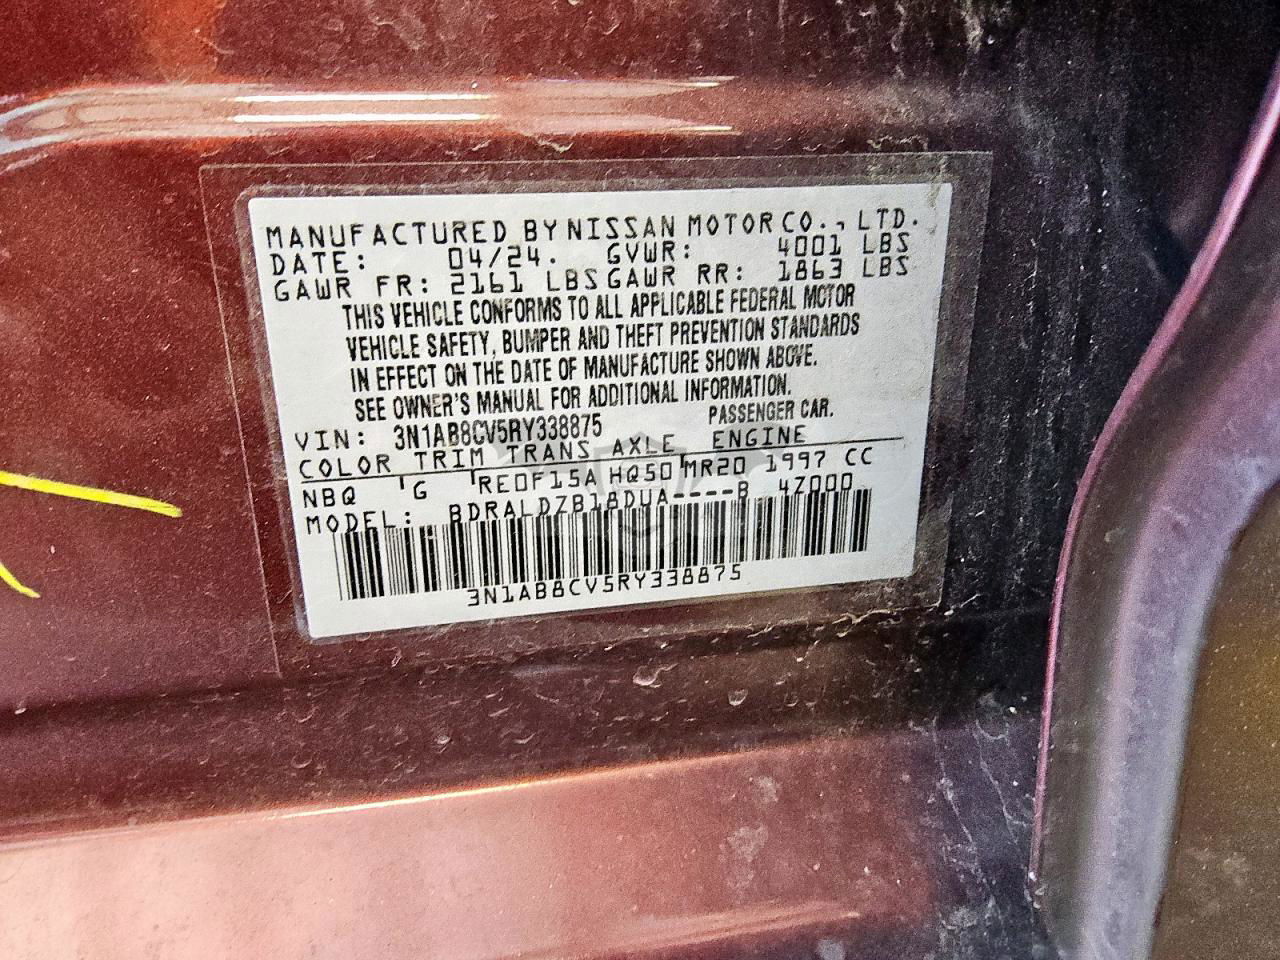 MANUFACTURED BY NISSAN MOTOR CO., LTD.
DATE: 04/24. GVWR: 4001 LBS
GAWR FR: 2161 LBS GAWR RR: 1863 LBS
THIS VEHICLE CONFORMS TO ALL APPLICABLE FEDERAL MOTOR
VEHICLE SAFETY, BUMPER AND THEFT PREVENTION STANDARDS
IN EFFECT ON THE DATE OF MANUFACTURE SHOWN ABOVE.
SEE OWNER'S MANUAL FOR ADDITIONAL INFORMATION.
VIN: 3N1AB8CV5RY338875 PASSENGER CAR.
COLOR TRIM TRANS AXLE ENGINE
NBQ G RE0F15A HQ50 MR20 1997 CC
MODEL: BDRALDZB18DUA----B 4Z000
3N1AB8CV5RY338875